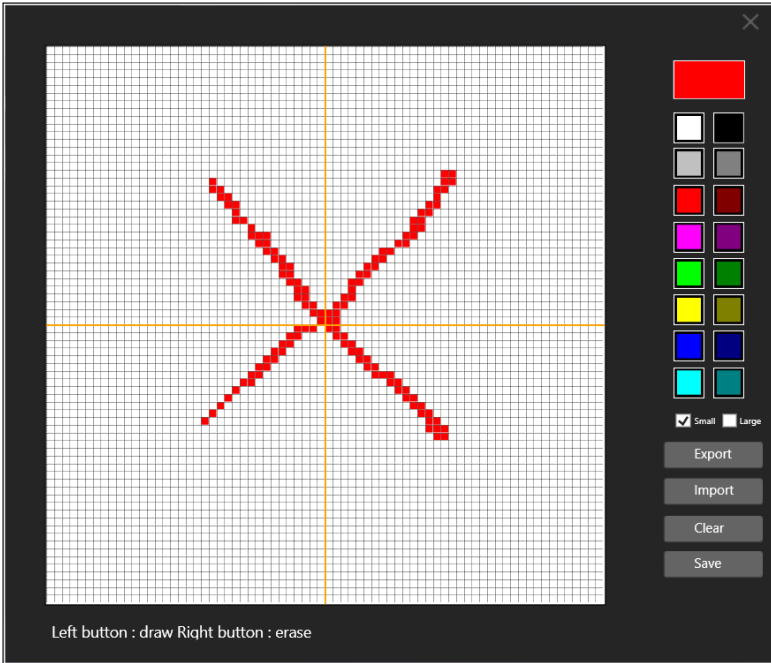 Small Large
Export
Import
Clear
Save
Left button : draw Right button : erase